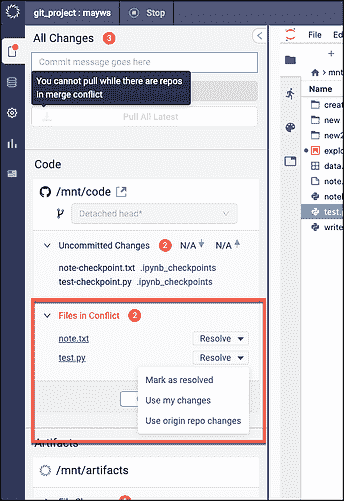 git_project : mayws
Stop
All Changes 3
Commit message goes here
You cannot pull while there are repos
in merge conflict
Pull All Latest
Code
/mnt/code
Detached head*
Uncommitted Changes 2 N/A N/A
note-checkpoint.txt .ipynb_checkpoints
test-checkpoint.py .ipynb_checkpoints
Files in Conflict 2
note.txt Resolve
test.py Resolve
Mark as resolved
Use my changes
Use origin repo changes
Artifacts
/mnt/artifacts
File
Edit
mnt
Name
creat
new
new2
explo
data.
note.
noteb
test.p
write